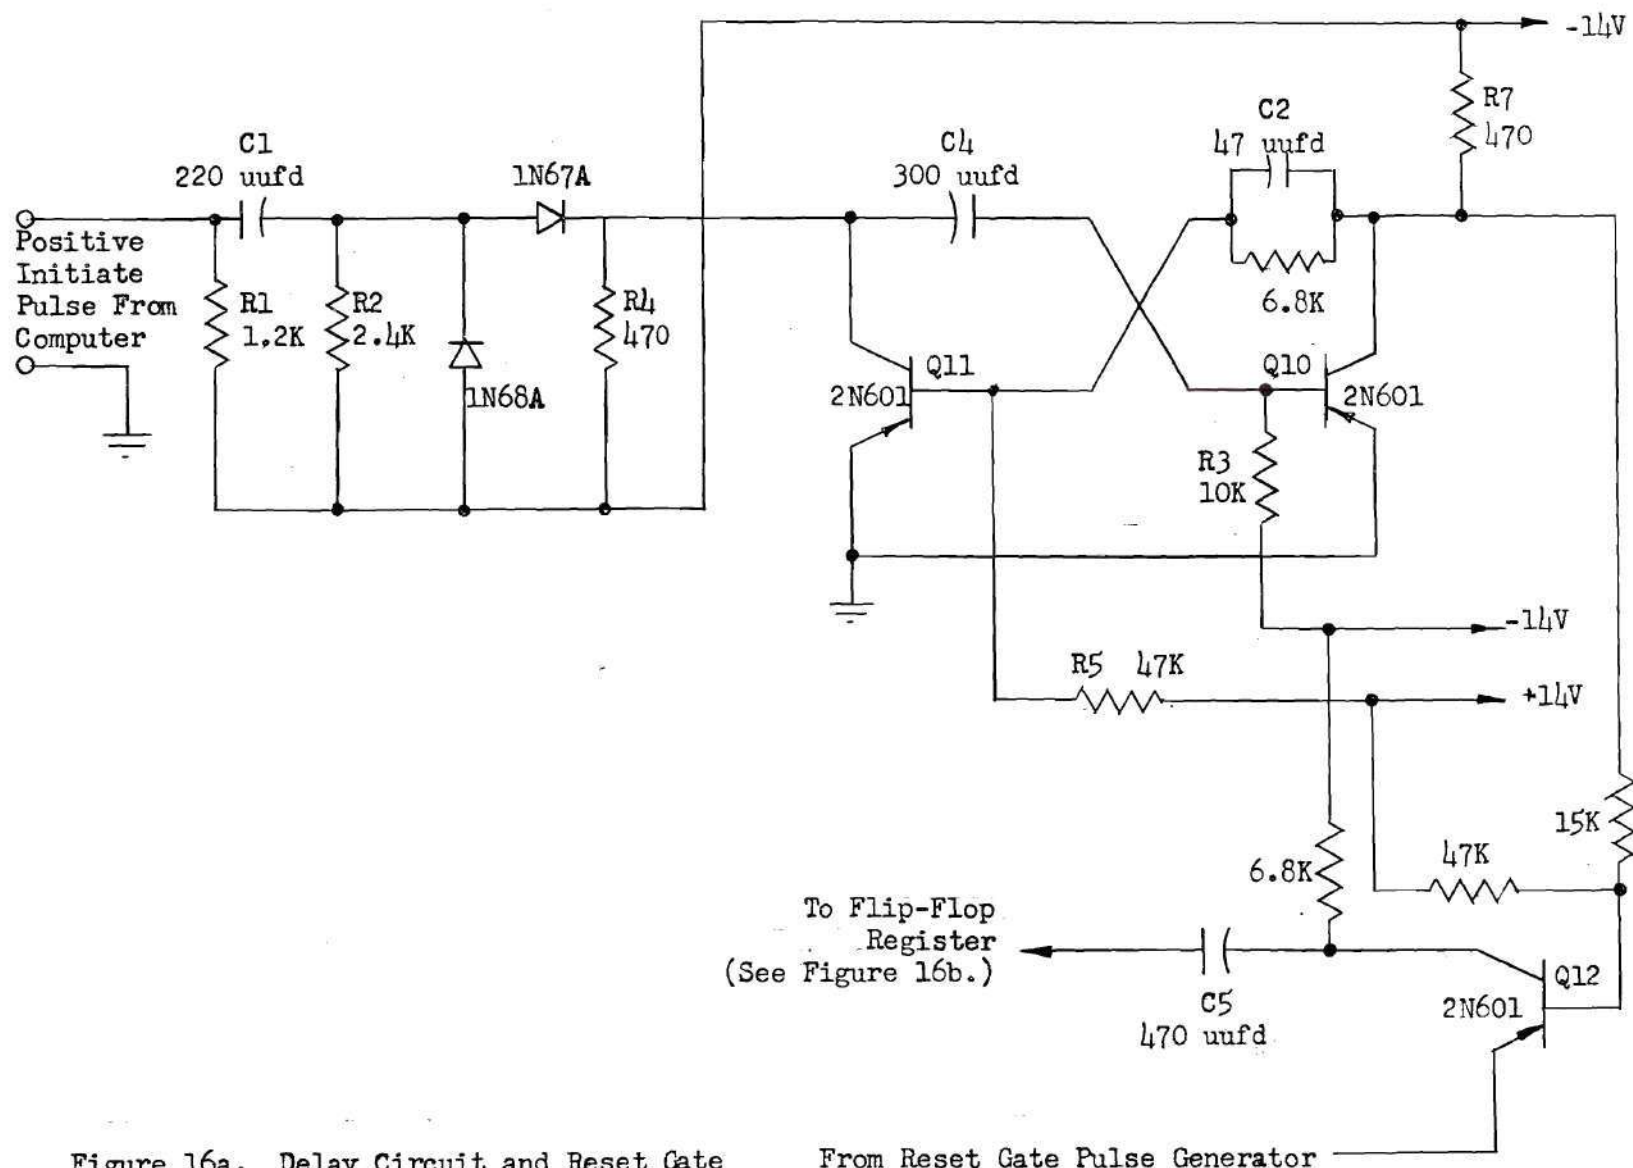 -14V
R7
470
C2
47 uufd
C1
220 uufd
1N67A
C4
300 uufd
Positive
Initiate
Pulse From
Computer
R1
1.2K
R2
2.4K
R4
470
6.8K
1N68A
Q11
2N601
Q10
2N601
R3
10K
-14V
R5 47K
+14V
15K
47K
6.8K
To Flip-Flop
Register
(See Figure 16b.)
Q12
2N601
C5
470 uufd
Figure 16a. Delay Circuit and Reset Gate
From Reset Gate Pulse Generator